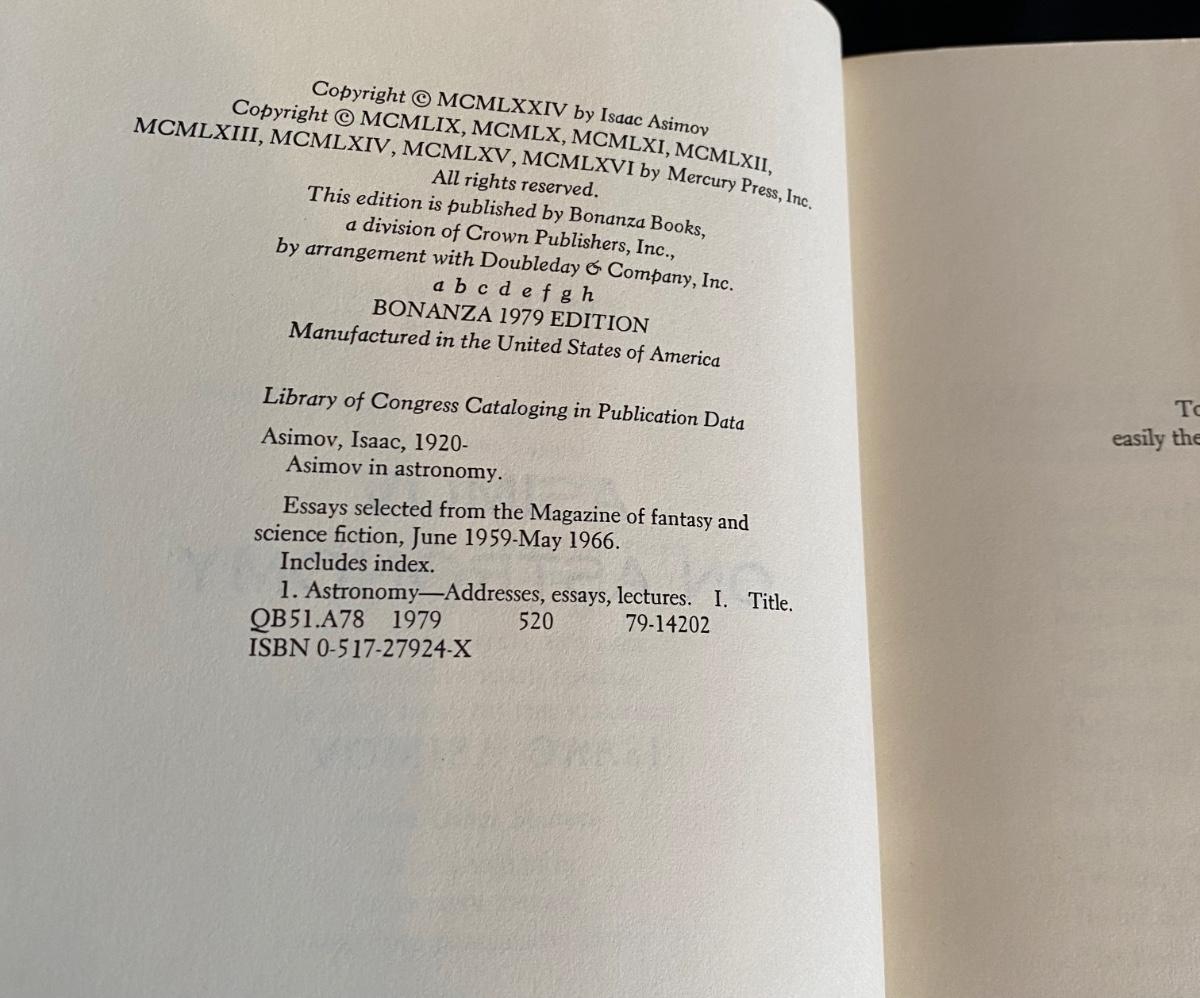 Copyright © MCMLXXIV by Isaac Asimov
Copyright © MCMLIX, MCMLX, MCMLXI, MCMLXII,
MCMLXIII, MCMLXIV, MCMLXV, MCMLXVI by Mercury Press, Inc.
All rights reserved.
This edition is published by Bonanza Books,
a division of Crown Publishers, Inc.,
by arrangement with Doubleday & Company, Inc.
a b c d e f g h
BONANZA 1979 EDITION
Manufactured in the United States of America
Library of Congress Cataloging in Publication Data
Asimov, Isaac, 1920-
Asimov in astronomy.
Essays selected from the Magazine of fantasy and
science fiction, June 1959-May 1966.
Includes index.
1. Astronomy—Addresses, essays, lectures. I. Title.
QB51.A78 1979 520 79-14202
ISBN 0-517-27924-X
To
easily the